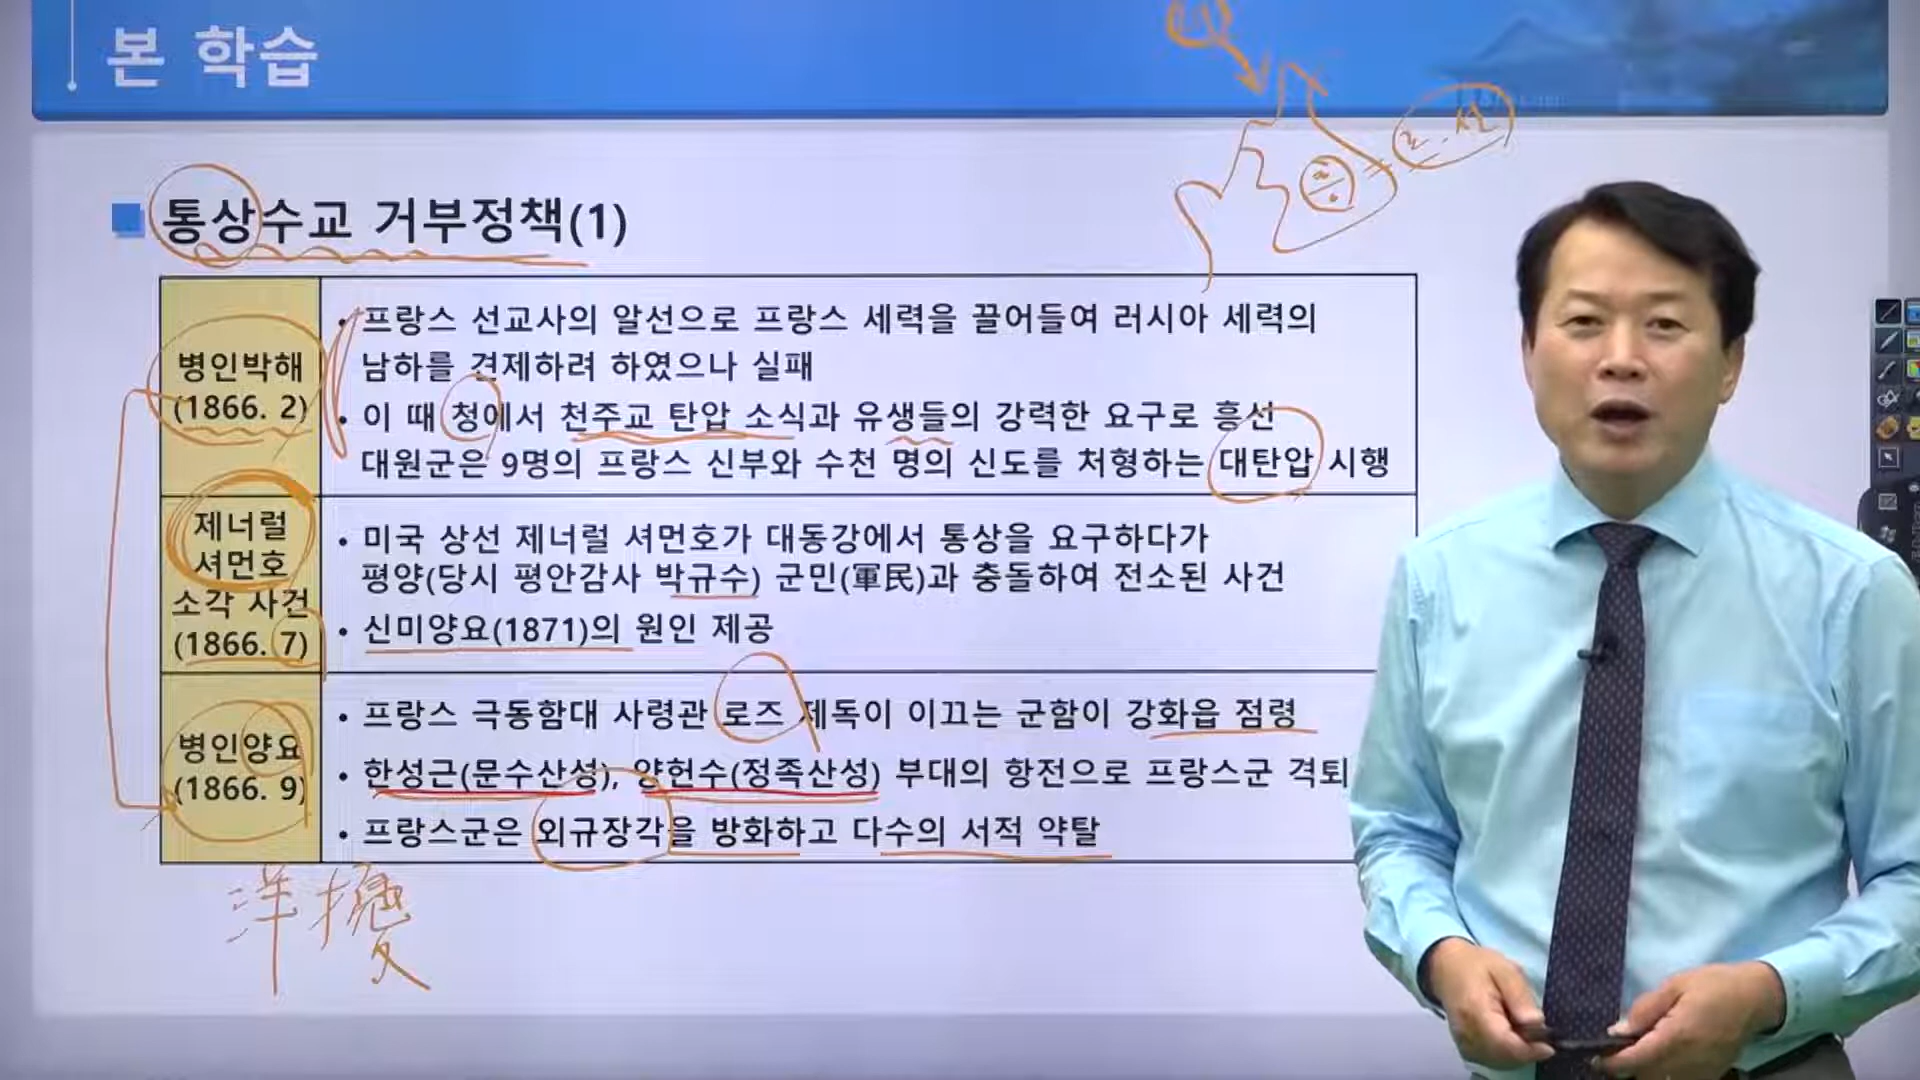 본 학습
통상수교 거부정책(1)
병인박해
(1866. 2)
• 프랑스 선교사의 알선으로 프랑스 세력을 끌어들여 러시아 세력의
남하를 견제하려 하였으나 실패
• 이 때 청에서 천주교 탄압 소식과 유생들의 강력한 요구로 흥선
대원군은 9명의 프랑스 신부와 수천 명의 신도를 처형하는 대탄압 시행
제너럴
셔먼호
소각 사건
(1866. 7)
• 미국 상선 제너럴 셔먼호가 대동강에서 통상을 요구하다가
평양(당시 평안감사 박규수) 군민(軍民)과 충돌하여 전소된 사건
• 신미양요(1871)의 원인 제공
병인양요
(1866. 9)
• 프랑스 극동함대 사령관 로즈 제독이 이끄는 군함이 강화읍 점령
• 한성근(문수산성), 양헌수(정족산성) 부대의 항전으로 프랑스군 격퇴
• 프랑스군은 외규장각을 방화하고 다수의 서적 약탈
洋擾